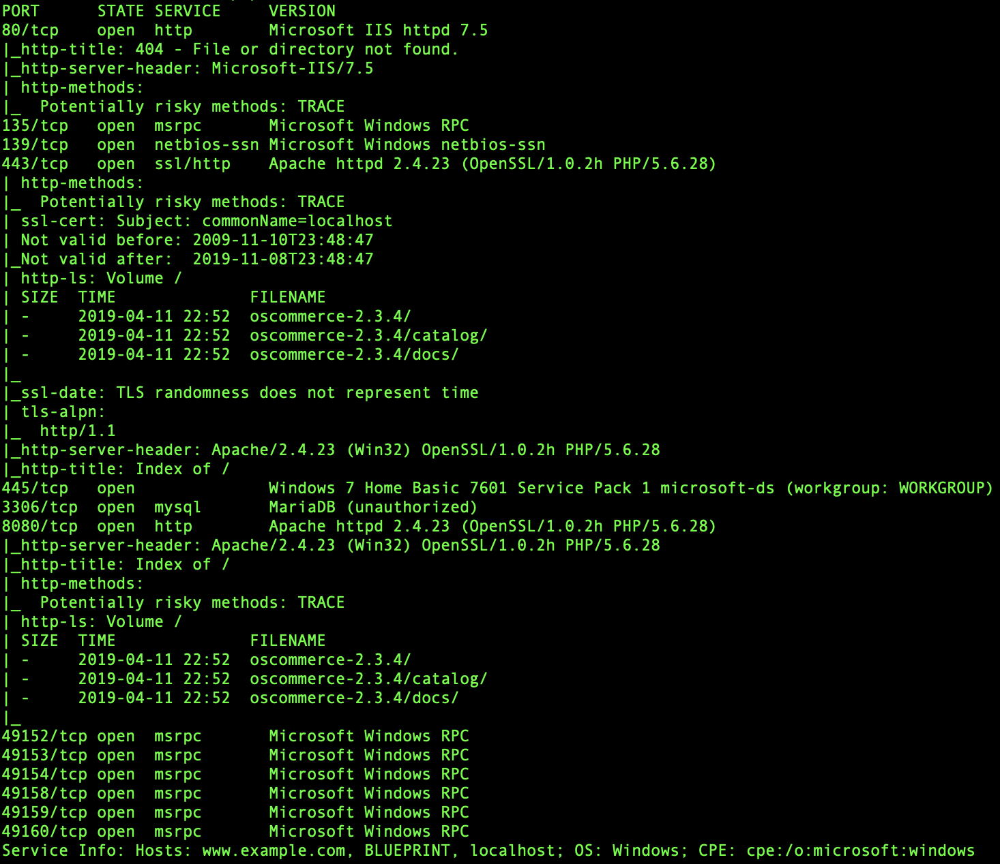 PORT      STATE SERVICE     VERSION
80/tcp    open  http        Microsoft IIS httpd 7.5
|_http-title: 404 - File or directory not found.
|_http-server-header: Microsoft-IIS/7.5
| http-methods:
|_  Potentially risky methods: TRACE
135/tcp   open  msrpc       Microsoft Windows RPC
139/tcp   open  netbios-ssn Microsoft Windows netbios-ssn
443/tcp   open  ssl/http    Apache httpd 2.4.23 (OpenSSL/1.0.2h PHP/5.6.28)
| http-methods:
|_  Potentially risky methods: TRACE
| ssl-cert: Subject: commonName=localhost
| Not valid before: 2009-11-10T23:48:47
|_Not valid after:  2019-11-08T23:48:47
| http-ls: Volume /
| SIZE  TIME              FILENAME
| -     2019-04-11 22:52  oscommerce-2.3.4/
| -     2019-04-11 22:52  oscommerce-2.3.4/catalog/
| -     2019-04-11 22:52  oscommerce-2.3.4/docs/
|_
|_ssl-date: TLS randomness does not represent time
| tls-alpn:
|_  http/1.1
|_http-server-header: Apache/2.4.23 (Win32) OpenSSL/1.0.2h PHP/5.6.28
|_http-title: Index of /
445/tcp   open              Windows 7 Home Basic 7601 Service Pack 1 microsoft-ds (workgroup: WORKGROUP)
3306/tcp  open  mysql       MariaDB (unauthorized)
8080/tcp  open  http        Apache httpd 2.4.23 (OpenSSL/1.0.2h PHP/5.6.28)
|_http-server-header: Apache/2.4.23 (Win32) OpenSSL/1.0.2h PHP/5.6.28
|_http-title: Index of /
| http-methods:
|_  Potentially risky methods: TRACE
| http-ls: Volume /
| SIZE  TIME              FILENAME
| -     2019-04-11 22:52  oscommerce-2.3.4/
| -     2019-04-11 22:52  oscommerce-2.3.4/catalog/
| -     2019-04-11 22:52  oscommerce-2.3.4/docs/
|_
49152/tcp open  msrpc       Microsoft Windows RPC
49153/tcp open  msrpc       Microsoft Windows RPC
49154/tcp open  msrpc       Microsoft Windows RPC
49158/tcp open  msrpc       Microsoft Windows RPC
49159/tcp open  msrpc       Microsoft Windows RPC
49160/tcp open  msrpc       Microsoft Windows RPC
Service Info: Hosts: www.example.com, BLUEPRINT, localhost; OS: Windows; CPE: cpe:/o:microsoft:windows